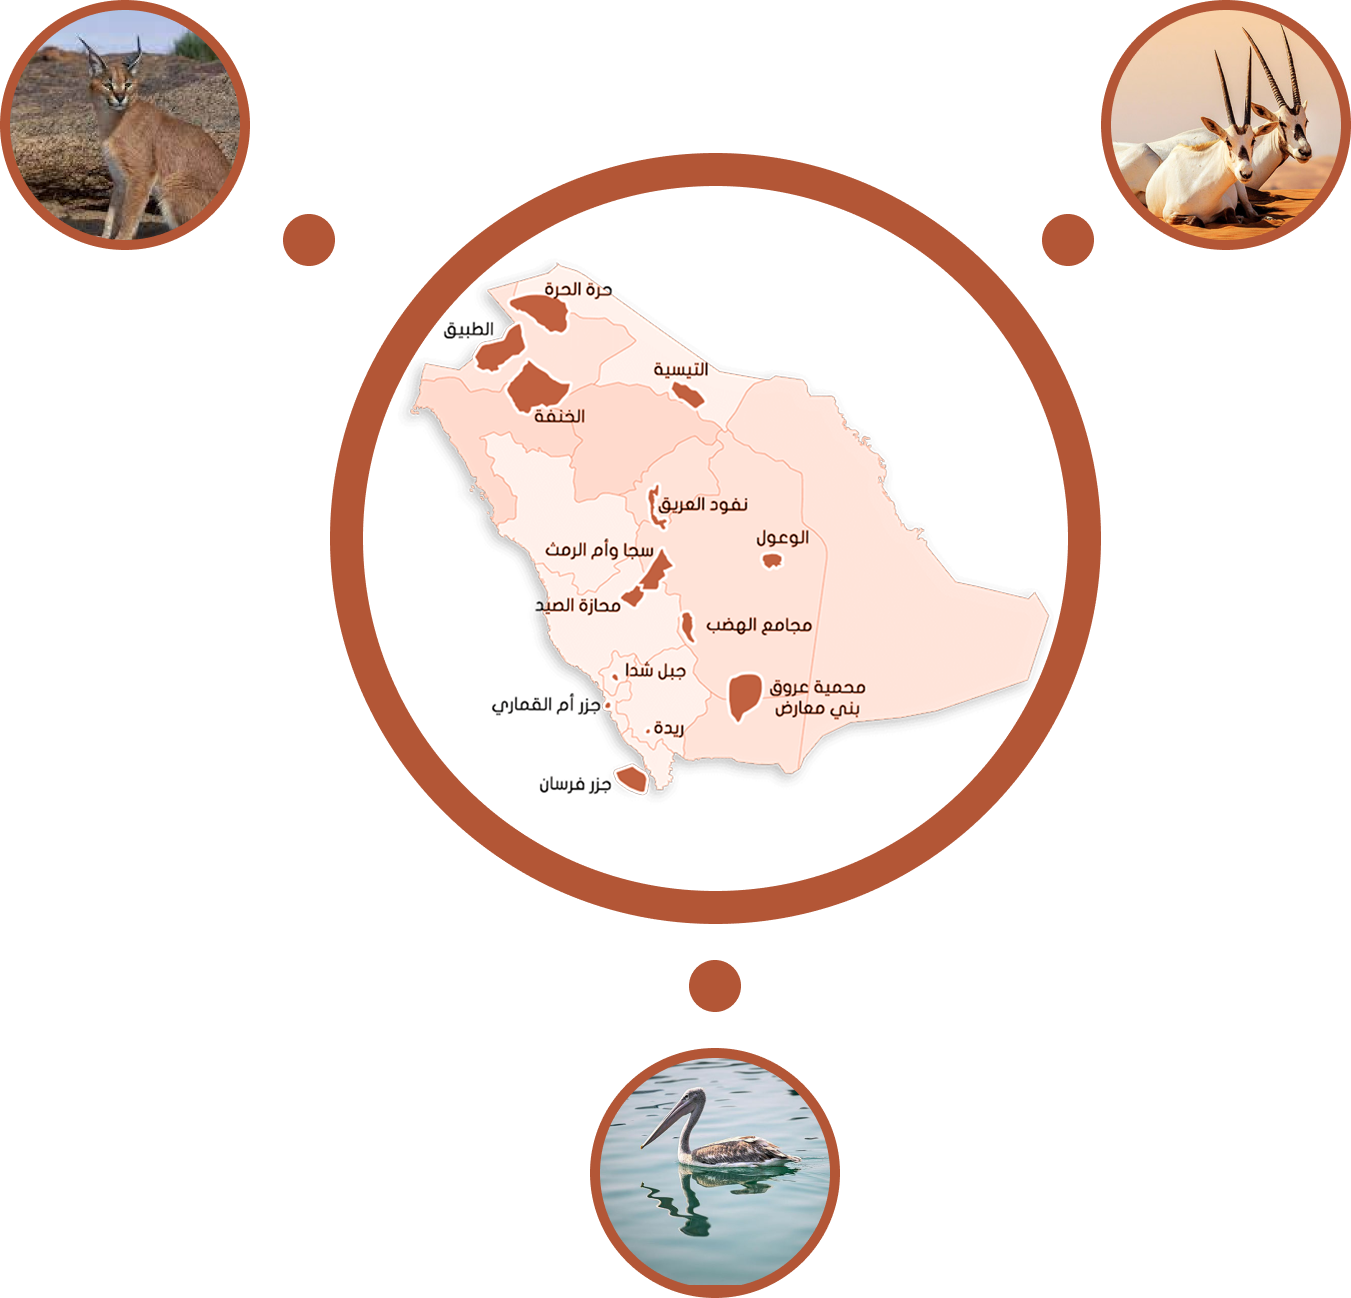 حرة الحرة
الطبيق
التيسية
الخنفة
نفود العريق
الوعول
سجا وأم الرمث
محازة الصيد
مجامع الهضب
جبل شدا
محمية عروق
بني معارض
جزر أم القماري
ريدة
جزر فرسان